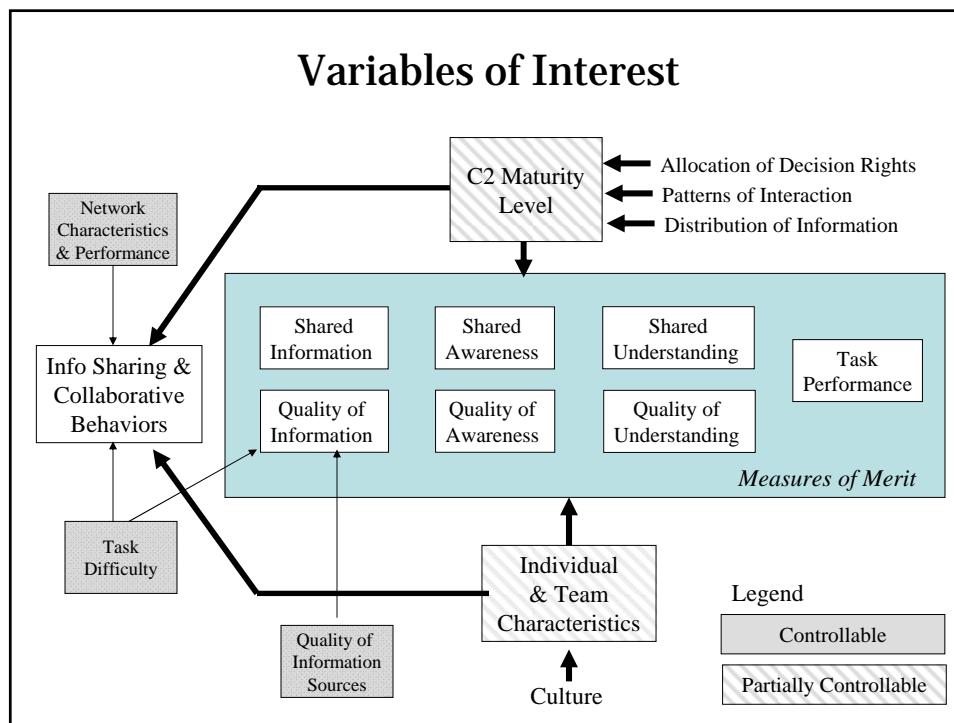 Variables of Interest
C2 Maturity
Level
Allocation of Decision Rights
Patterns of Interaction
Distribution of Information
Network
Characteristics
& Performance
Info Sharing &
Collaborative
Behaviors
Shared
Information
Shared
Awareness
Shared
Understanding
Task
Performance
Quality of
Information
Quality of
Awareness
Quality of
Understanding
Measures of Merit
Task
Difficulty
Individual
& Team
Characteristics
Quality of
Information
Sources
Culture
Legend
Controllable
Partially Controllable